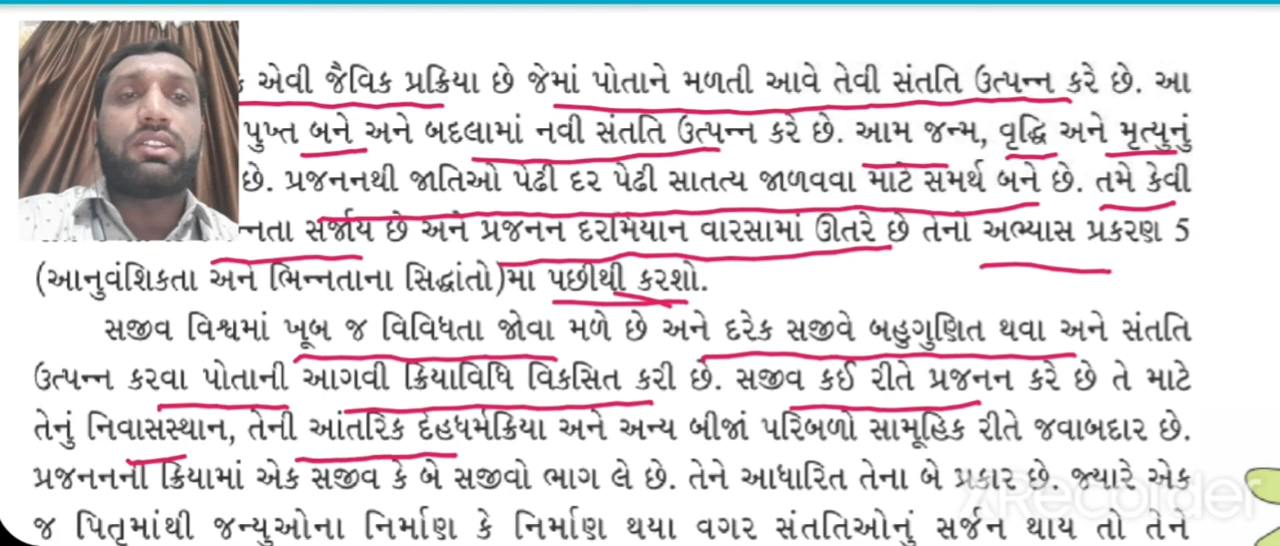 એવી જૈવિક પ્રક્રિયા છે જેમાં પોતાને મળતી આવે તેવી સંતતિ ઉત્પન્ન કરે છે. આ
પુખ્ત બને અને બદલામાં નવી સંતતિ ઉત્પન્ન કરે છે. આમ જન્મ, વૃદ્ધિ અને મૃત્યુનું
છે. પ્રજનનથી જાતિઓ પેઢી દર પેઢી સાતત્ય જાળવવા માટે સમર્થ બને છે. તમે કેવી
ન્નતા સર્જાય છે અને પ્રજનન દરમિયાન વારસામાં ઊતરે છે તેનો અભ્યાસ પ્રકરણ 5
(આનુવંશિકતા અને ભિન્નતાના સિદ્ધાંતો)મા પછીથી કરશો.
સજીવ વિશ્વમાં ખૂબ જ વિવિધતા જોવા મળે છે અને દરેક સજીવે બહુગુણિત થવા અને સંતતિ
ઉત્પન્ન કરવા પોતાની આગવી ક્રિયાવિધિ વિકસિત કરી છે. સજીવ કઈ રીતે પ્રજનન કરે છે તે માટે
તેનું નિવાસસ્થાન, તેની આંતરિક દેહધર્મક્રિયા અને અન્ય બીજાં પરિબળો સામૂહિક રીતે જવાબદાર છે.
પ્રજનનની ક્રિયામાં એક સજીવ કે બે સજીવો ભાગ લે છે. તેને આધારિત તેના બે પ્રકાર છે. જ્યારે એક
જ પિતૃમાંથી જન્યુઓના નિર્માણ કે નિર્માણ થયા વગર સંતતિઓનું સર્જન થાય તો તેને
XRecorder